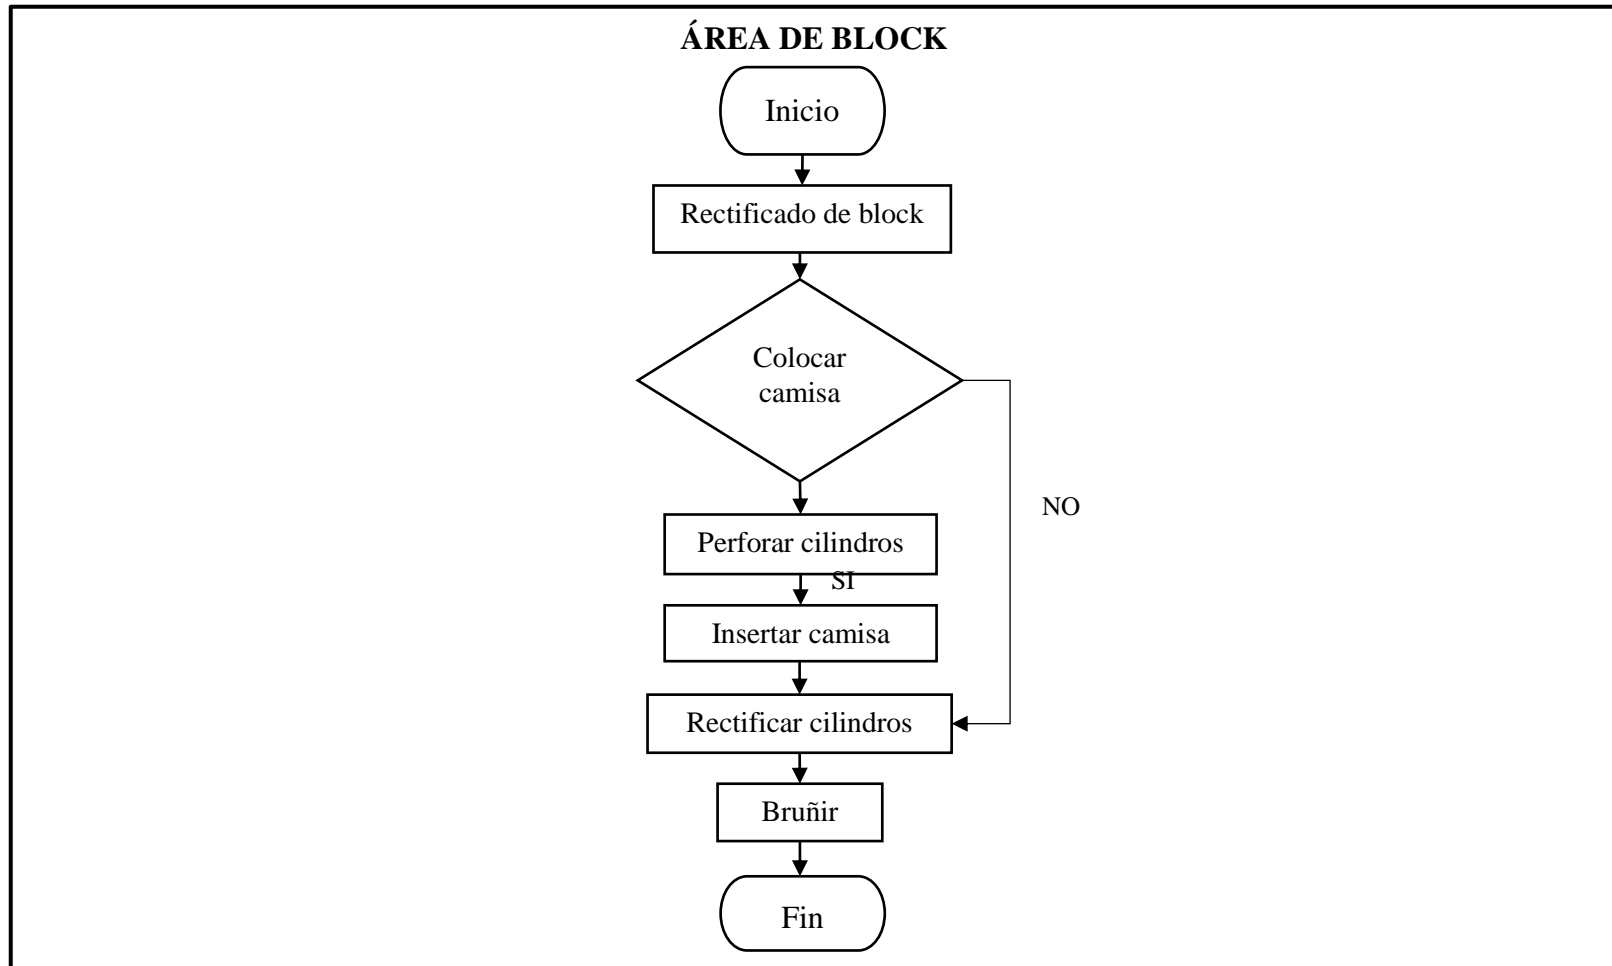 ÁREA DE BLOCK
Inicio
Rectificado de block
Colocar
camisa
NO
Perforar cilindros
SI
Insertar camisa
Rectificar cilindros
Bruñir
Fin